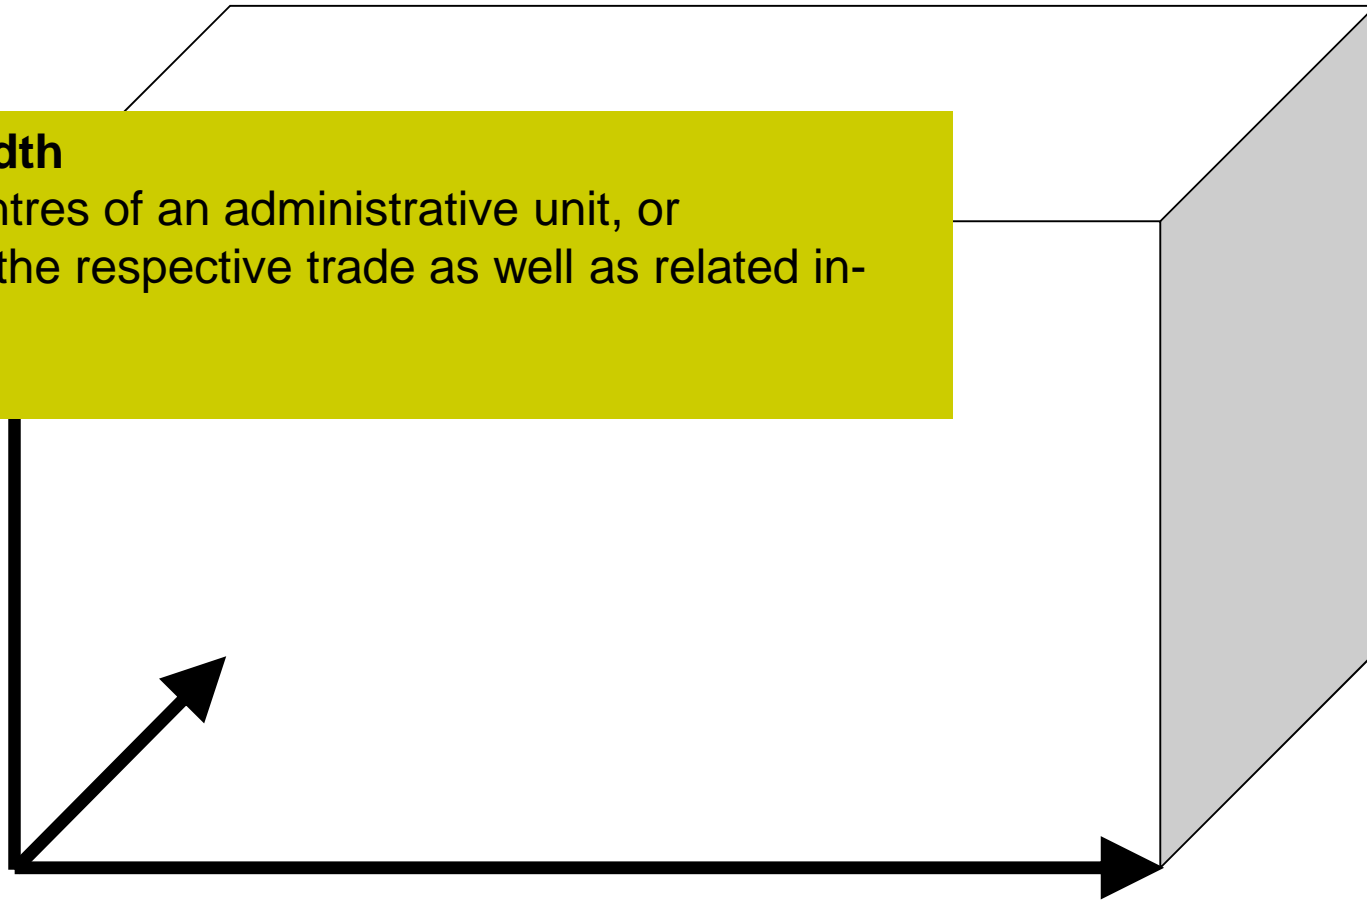 dth
ntres of an administrative unit, or
the respective trade as well as related in-